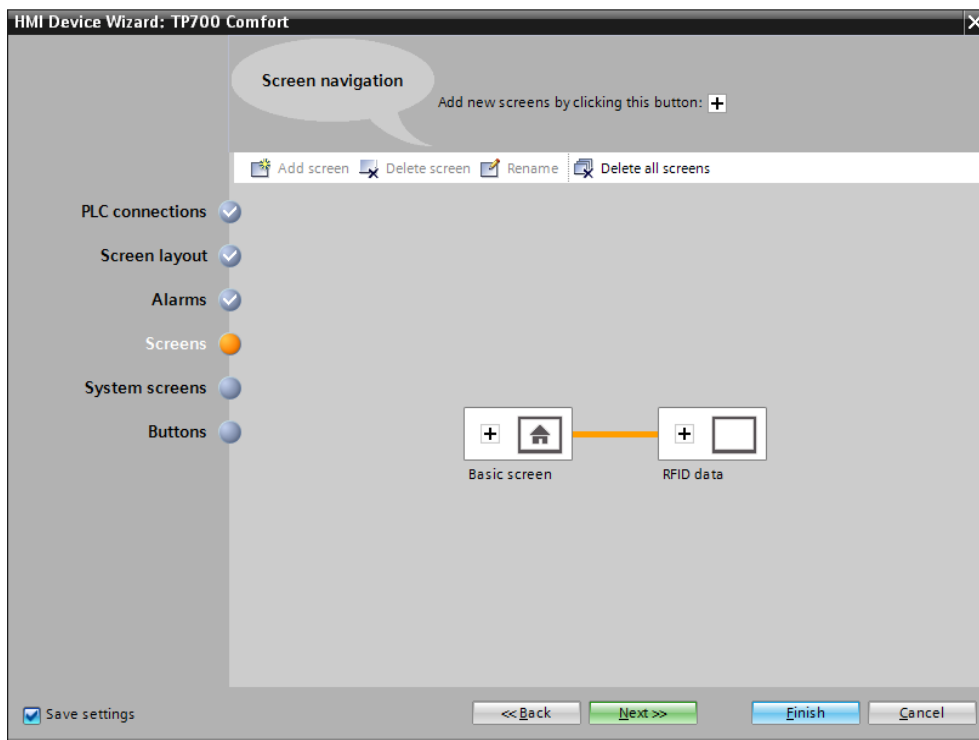 HMI Device Wizard: TP700 Comfort
Screen navigation
Add new screens by clicking this button:
Add screen Delete screen Rename Delete all screens
PLC connections
Screen layout
Alarms
Screens
System screens
Buttons
Basic screen RFID data
Save settings << Back Next >> Finish Cancel